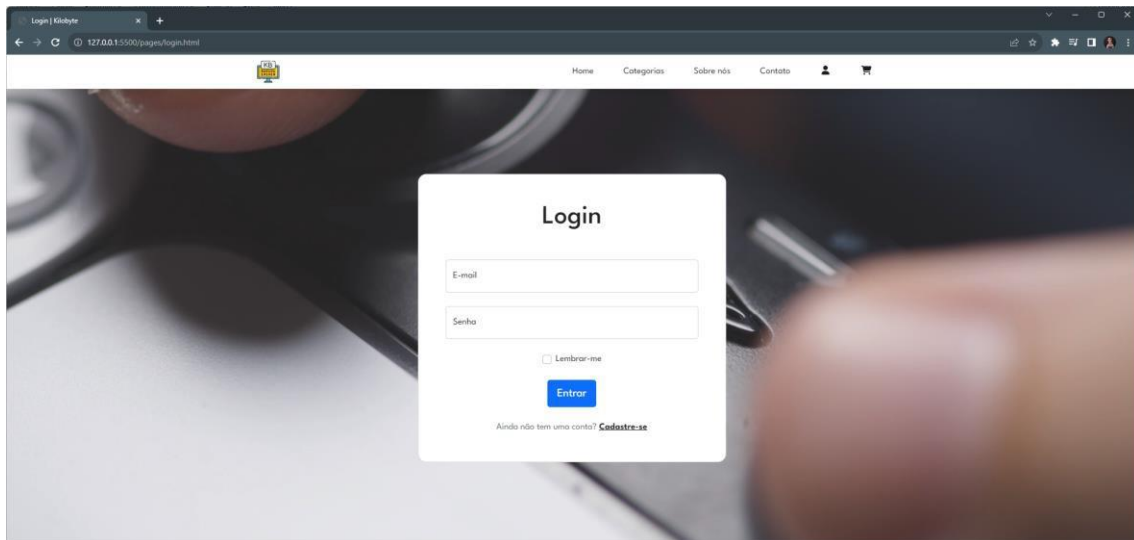 Login | Kilobyte
127.0.0.1:5500/pages/login.html
KB
Home Categorias Sobre nós Contato
Login
E-mail
Senha
Lembrar-me
Entrar
Ainda não tem uma conta? Cadastre-se